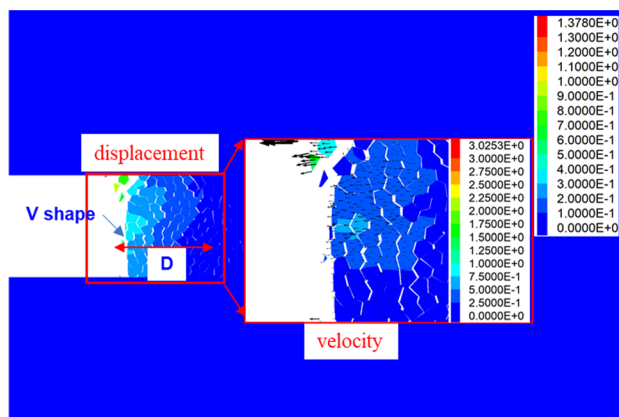 1.3780E+0
1.3000E+0
1.2000E+0
1.1000E+0
1.0000E+0
9.0000E-1
8.0000E-1
7.0000E-1
6.0000E-1
5.0000E-1
4.0000E-1
3.0000E-1
2.0000E-1
1.0000E-1
0.0000E+0
displacement
V shape
D
3.0253E+0
3.0000E+0
2.7500E+0
2.5000E+0
2.2500E+0
2.0000E+0
1.7500E+0
1.5000E+0
1.2500E+0
1.0000E+0
7.5000E-1
5.0000E-1
2.5000E-1
0.0000E+0
velocity